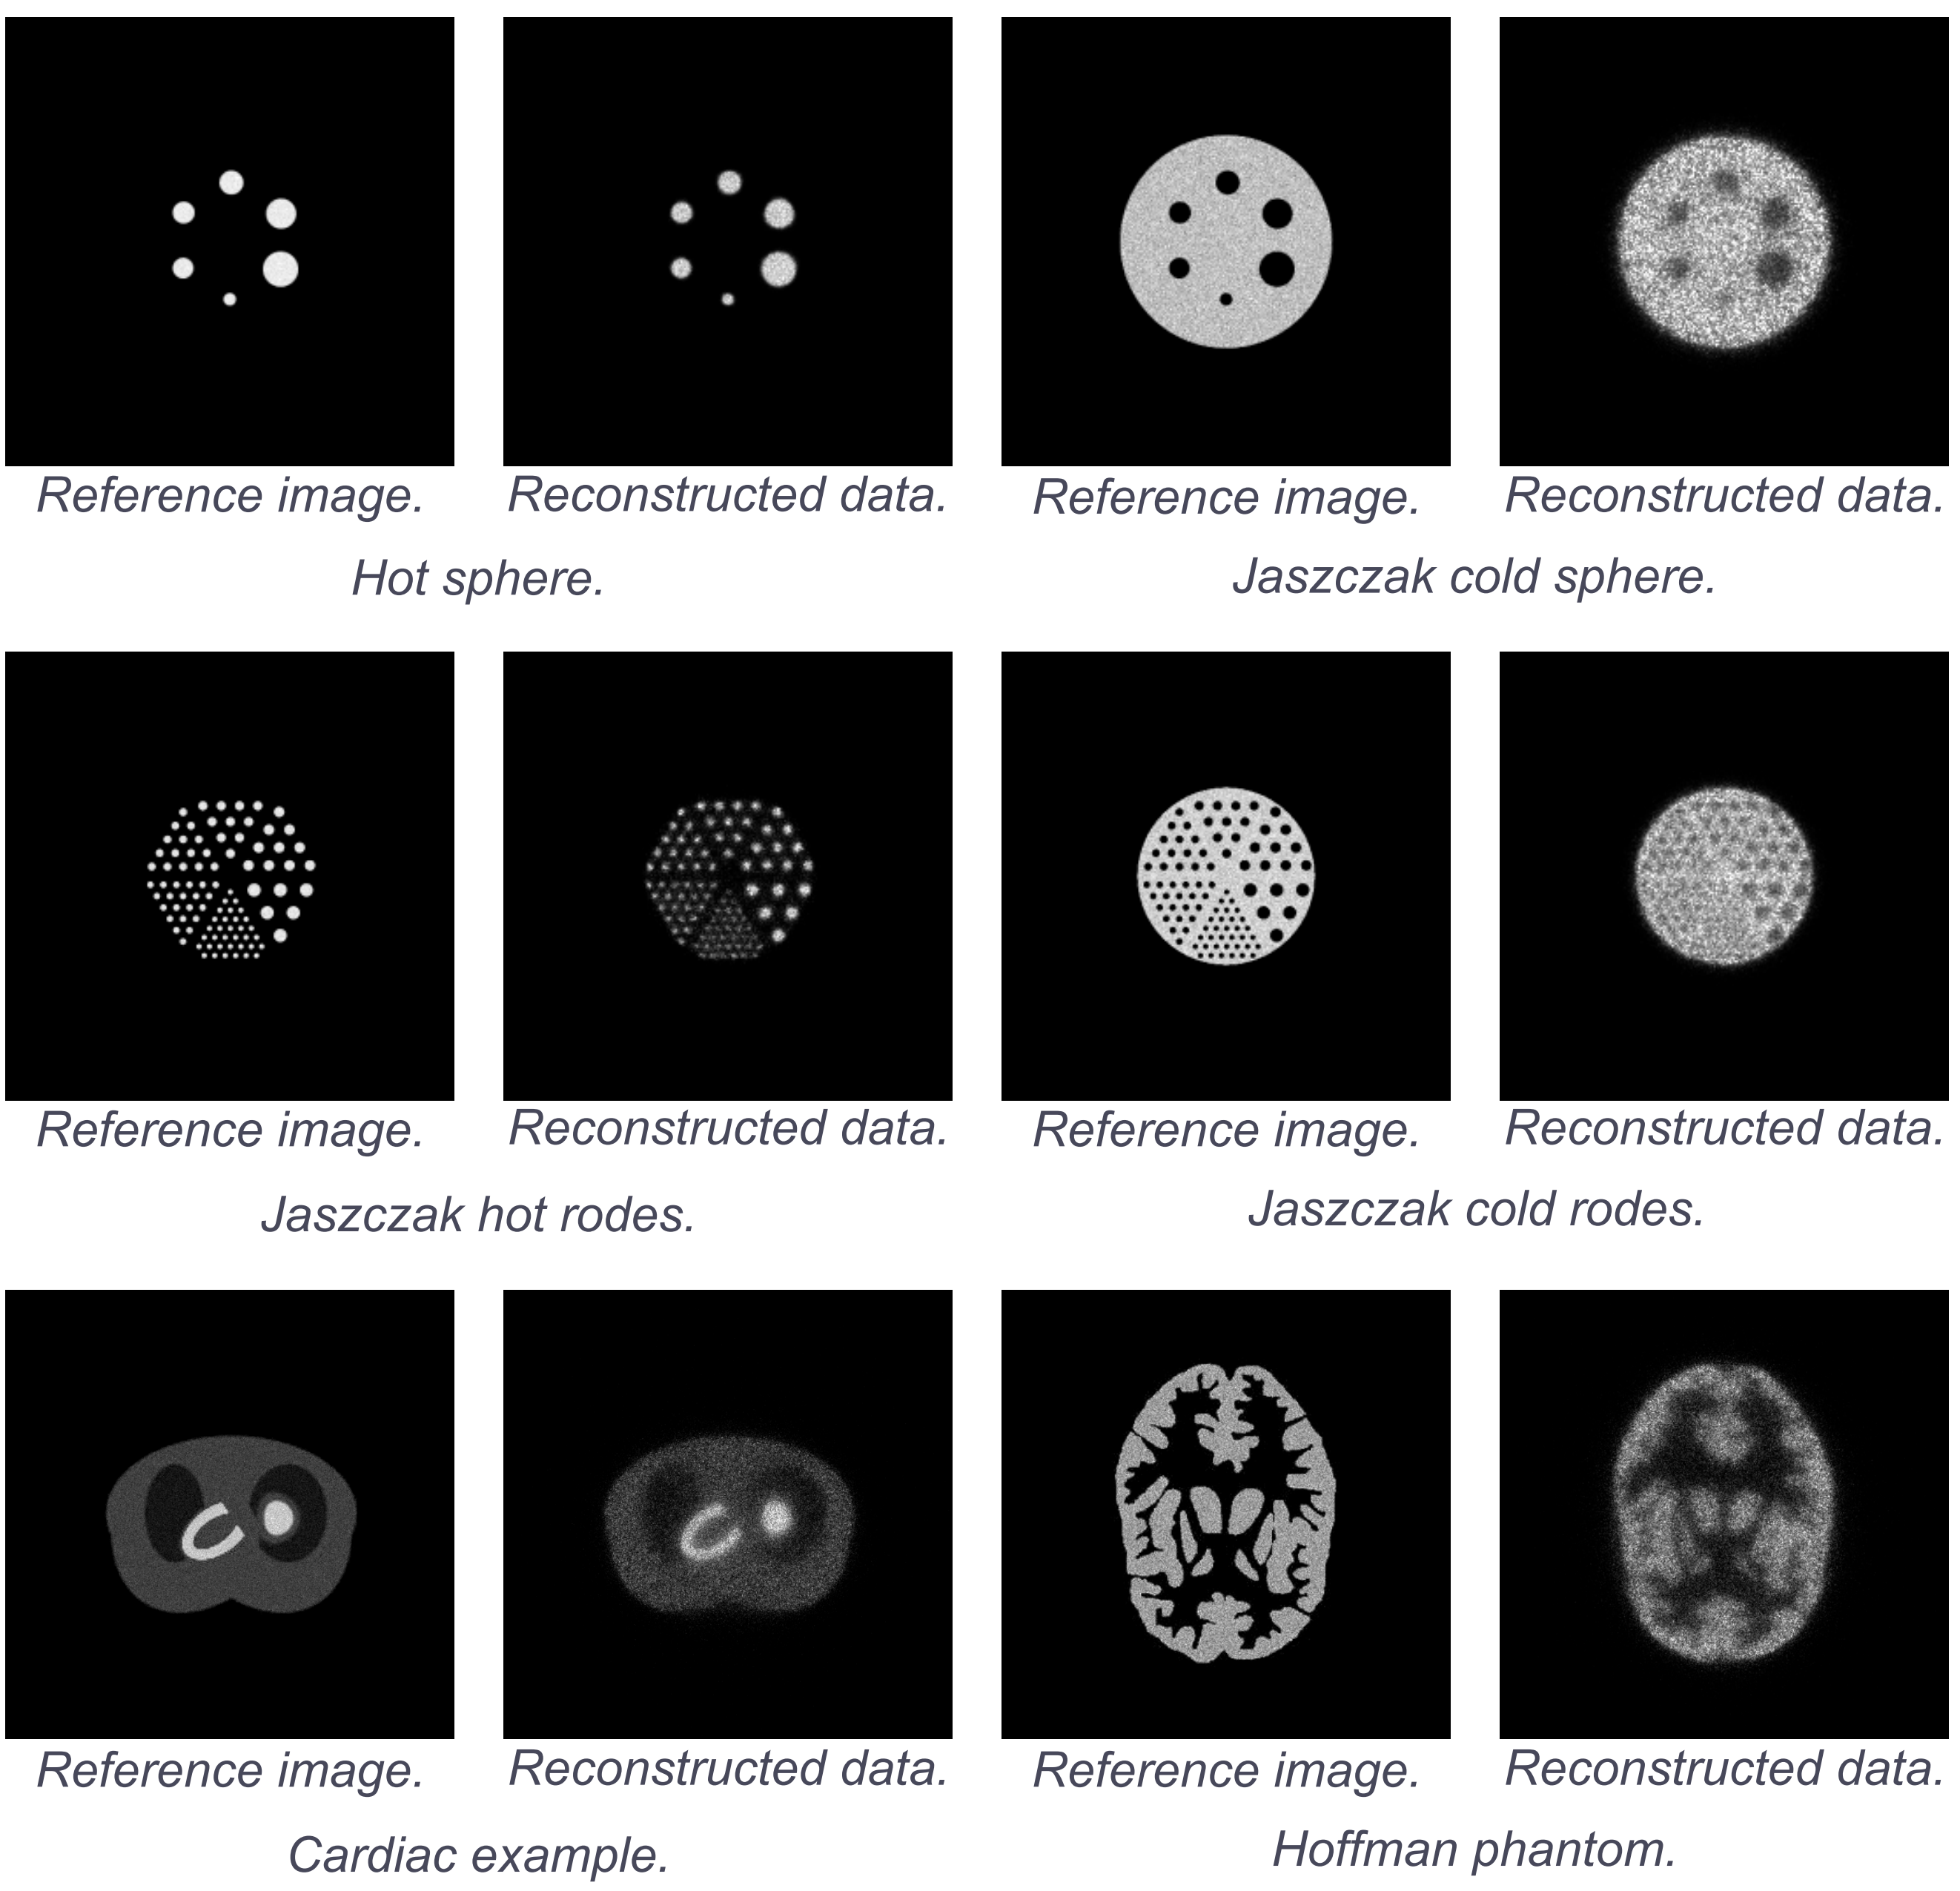 Reference image.
Reconstructed data.
Reference image.
Reconstructed data.
Hot sphere.
Jaszczak cold sphere.
Reference image.
Reconstructed data.
Reference image.
Reconstructed data.
Jaszczak hot rodes.
Jaszczak cold rodes.
Reference image.
Reconstructed data.
Reference image.
Reconstructed data.
Cardiac example.
Hoffman phantom.